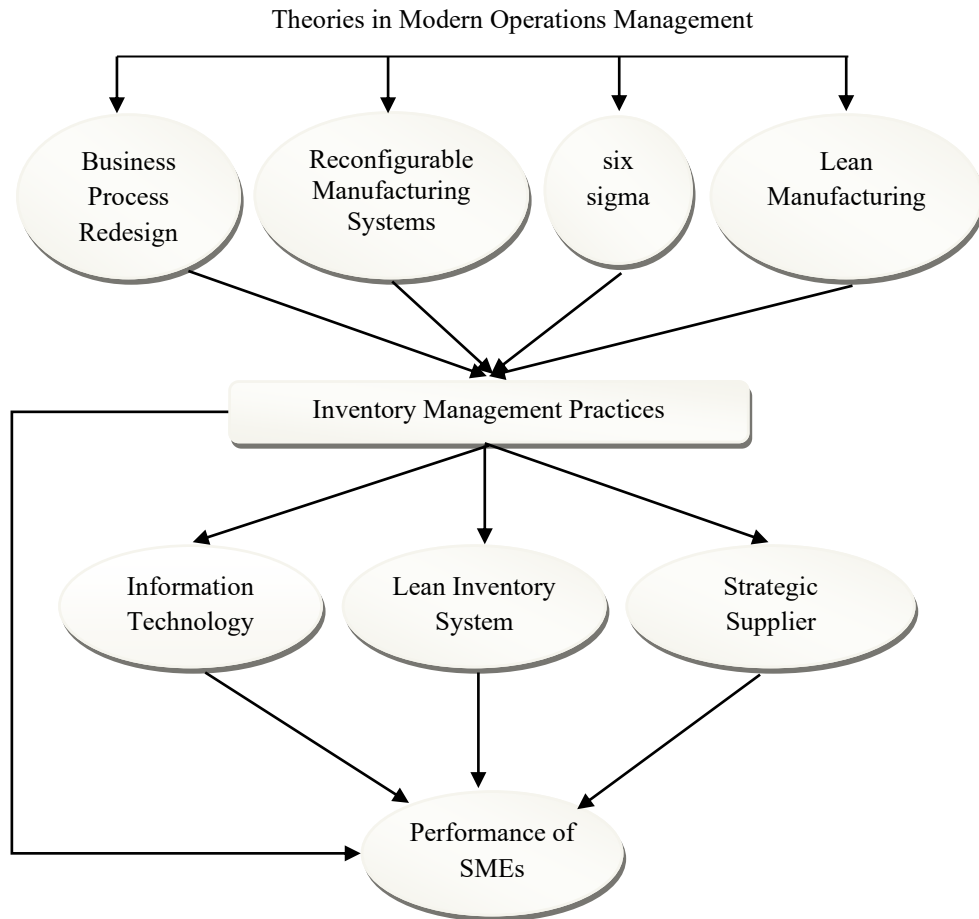 Theories in Modern Operations Management
Business
Process
Redesign
Reconfigurable
Manufacturing
Systems
six
sigma
Lean
Manufacturing
Inventory Management Practices
Information
Technology
Lean Inventory
System
Strategic
Supplier
Performance of
SMEs